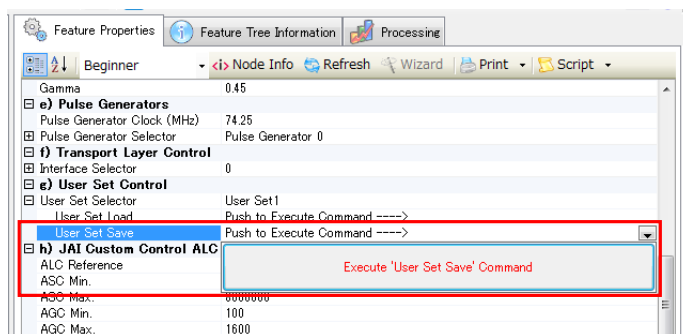 Feature Properties Feature Tree Information Processing
Beginner <i> Node Info Refresh Wizard Print Script
Gamma 0.45
e) Pulse Generators
Pulse Generator Clock (MHz) 74.25
Pulse Generator Selector Pulse Generator 0
f) Transport Layer Control
Interface Selector 0
g) User Set Control
User Set Selector User Set1
User Set Load Push to Execute Command ---->
User Set Save Push to Execute Command ---->
h) JAI Custom Control ALC
ALC Reference
Execute 'User Set Save' Command
ASC Min.
ASC Max.
AGC Min. 100
AGC Max. 1600